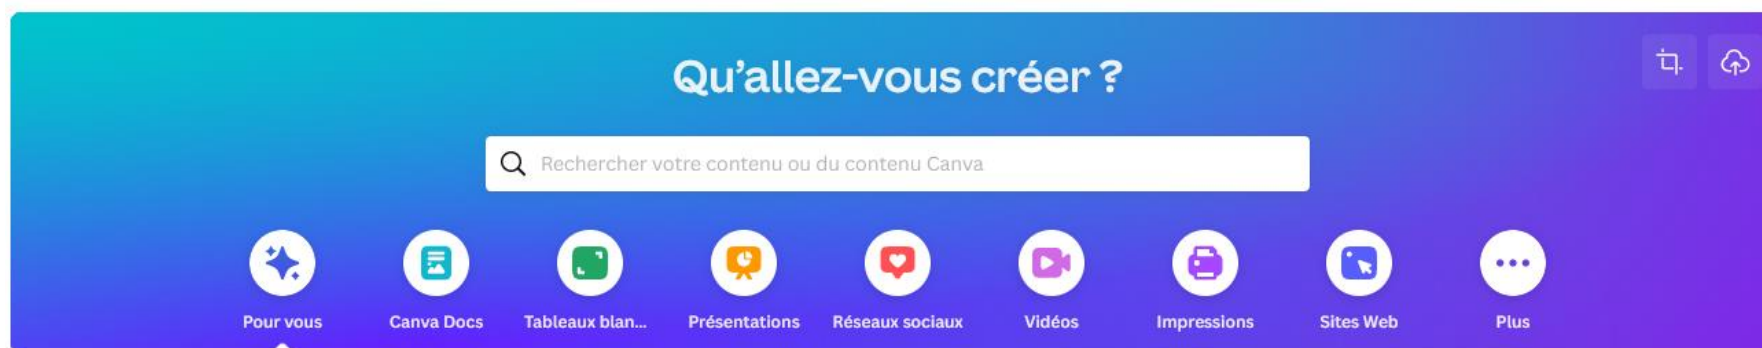 Qu'allez-vous créer ?
Rechercher votre contenu ou du contenu Canva
Pour vous
Canva Docs
Tableaux blan...
Présentations
Réseaux sociaux
Vidéos
Impressions
Sites Web
Plus